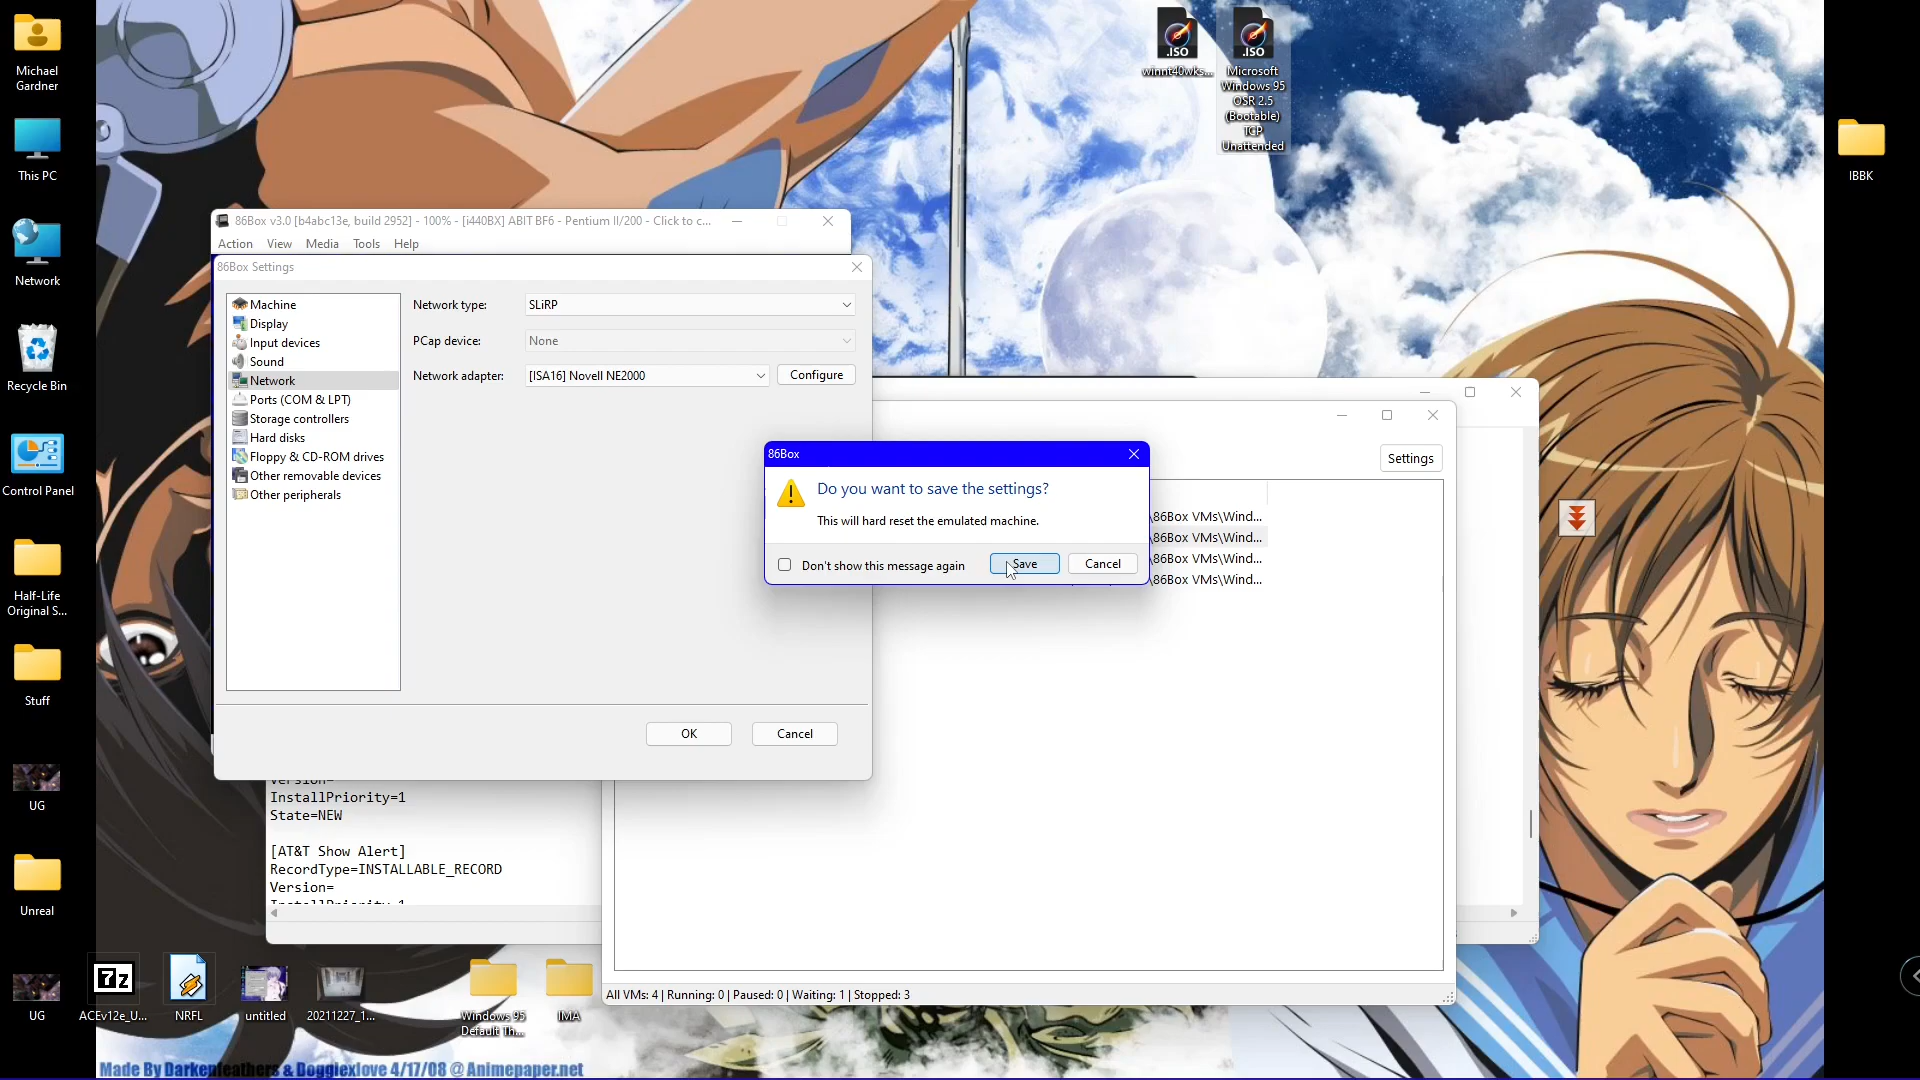 Michael
Gardner
This PC
Network
Recycle Bin
Control Panel
Half-Life
Original S...
Stuff
UG
Unreal
UG
.ISO
winnt40wks...
.ISO
Microsoft
Windows 95
OSR 2.5
(Bootable)
TCP
Unattended
IBBK
86Box v3.0 [b4abc13e, build 2952] - 100% - [i440BX] ABIT BF6 - Pentium II/200 - Click to c...
Action View Media Tools Help
86Box Settings
Machine
Display
Input devices
Sound
Network
Ports (COM & LPT)
Storage controllers
Hard disks
Floppy & CD-ROM drives
Other removable devices
Other peripherals
Network type: SLiRP
PCap device: None
Network adapter: [ISA16] Novell NE2000 Configure
OK Cancel
86Box
Do you want to save the settings?
This will hard reset the emulated machine.
Don't show this message again Save Cancel
Settings
\86Box VMs\Wind...
\86Box VMs\Wind...
\86Box VMs\Wind...
\86Box VMs\Wind...
Version=
InstallPriority=1
State=NEW
[AT&T Show Alert]
RecordType=INSTALLABLE_RECORD
Version=
InstallPriority=1
All VMs: 4 | Running: 0 | Paused: 0 | Waiting: 1 | Stopped: 3
7z
ACEv12e_U...
NRFL
untitled
20211227_1...
Windows 95
Default Th...
IMA
Made By Darkenfeathers & Doggiexlove 4/17/08 @ Animepaper.net